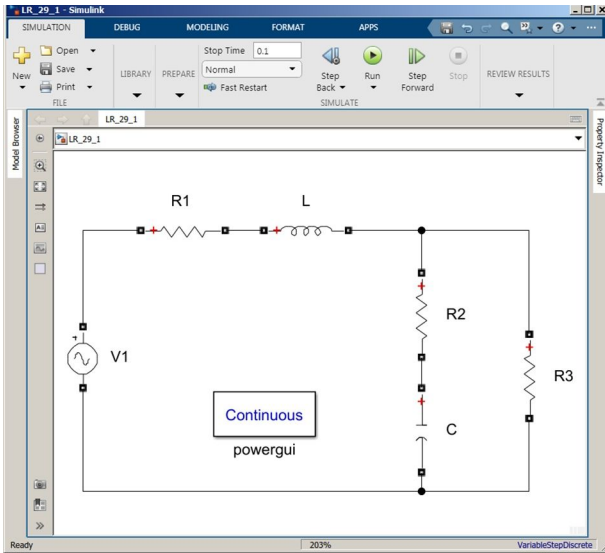 LR_29_1 - Simulink
SIMULATION DEBUG MODELING FORMAT APPS
New
Open
Save
Print
FILE
LIBRARY
PREPARE
Stop Time 0.1
Normal
Fast Restart
Step Back
Run
Step Forward
Stop
SIMULATE
REVIEW RESULTS
Model Browser
LR_29_1
LR_29_1
Property Inspector
R1
L
R2
V1
R3
Continuous
C
powergui
Ready 203% VariableStepDiscrete